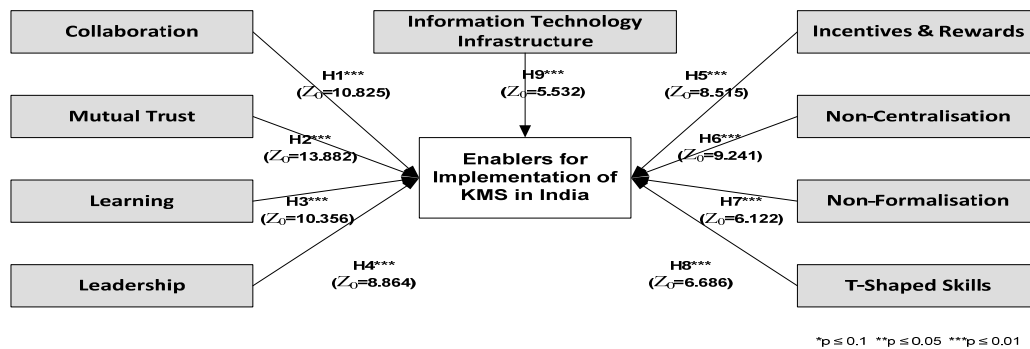 Collaboration
Information Technology
Infrastructure
Incentives & Rewards
H1***
(Z₀=10.825)
H9***
(Z₀=5.532)
H5***
(Z₀=8.515)
Mutual Trust
Non-Centralisation
H2***
(Z₀=13.882)
H6***
(Z₀=9.241)
Enablers for
Implementation of
KMS in India
Learning
Non-Formalisation
H3***
(Z₀=10.356)
H7***
(Z₀=6.122)
Leadership
H4***
(Z₀=8.864)
H8***
(Z₀=6.686)
T-Shaped Skills
*p ≤ 0.1 **p ≤ 0.05 ***p ≤ 0.01